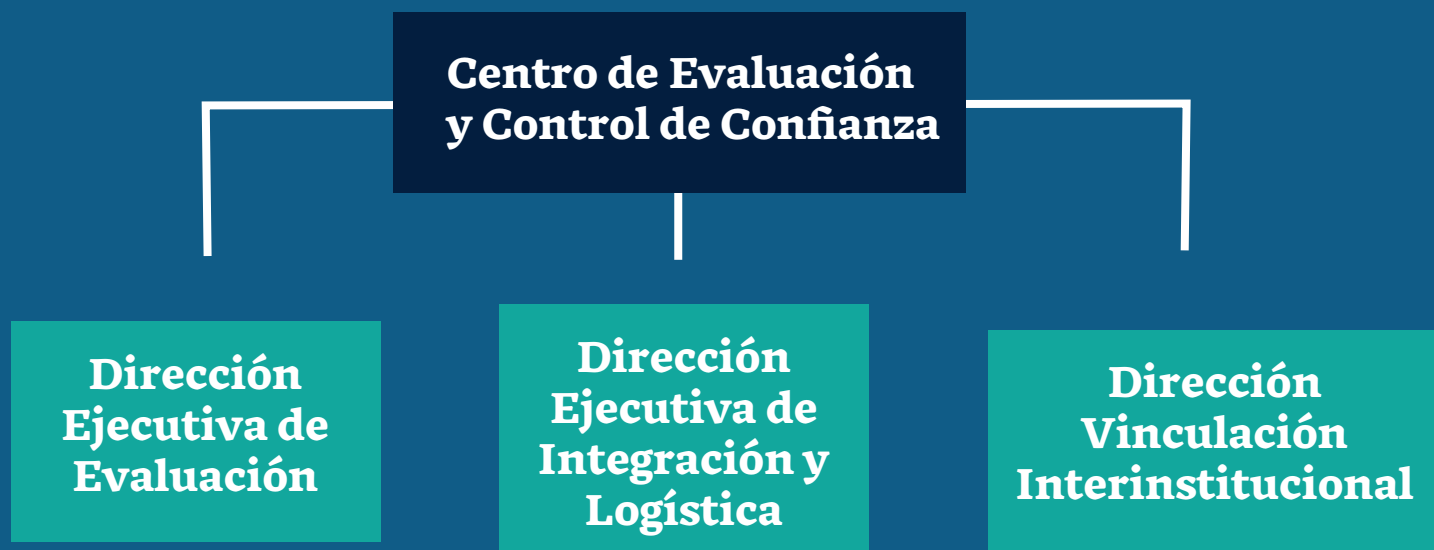 Centro de Evaluación
y Control de Confianza
Dirección
Ejecutiva de
Evaluación
Dirección
Ejecutiva de
Integración y
Logística
Dirección
Vinculación
Interinstitucional